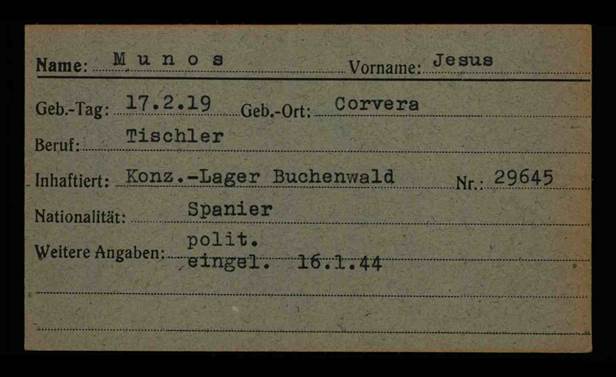 Name: Munos Vorname: Jesus
Geb.-Tag: 17.2.19 Geb.-Ort: Corvera
Beruf: Tischler
Inhaftiert: Konz.-Lager Buchenwald Nr.: 29645
Nationalität: Spanier
Weitere Angaben: polit.
eingel. 16.1.44